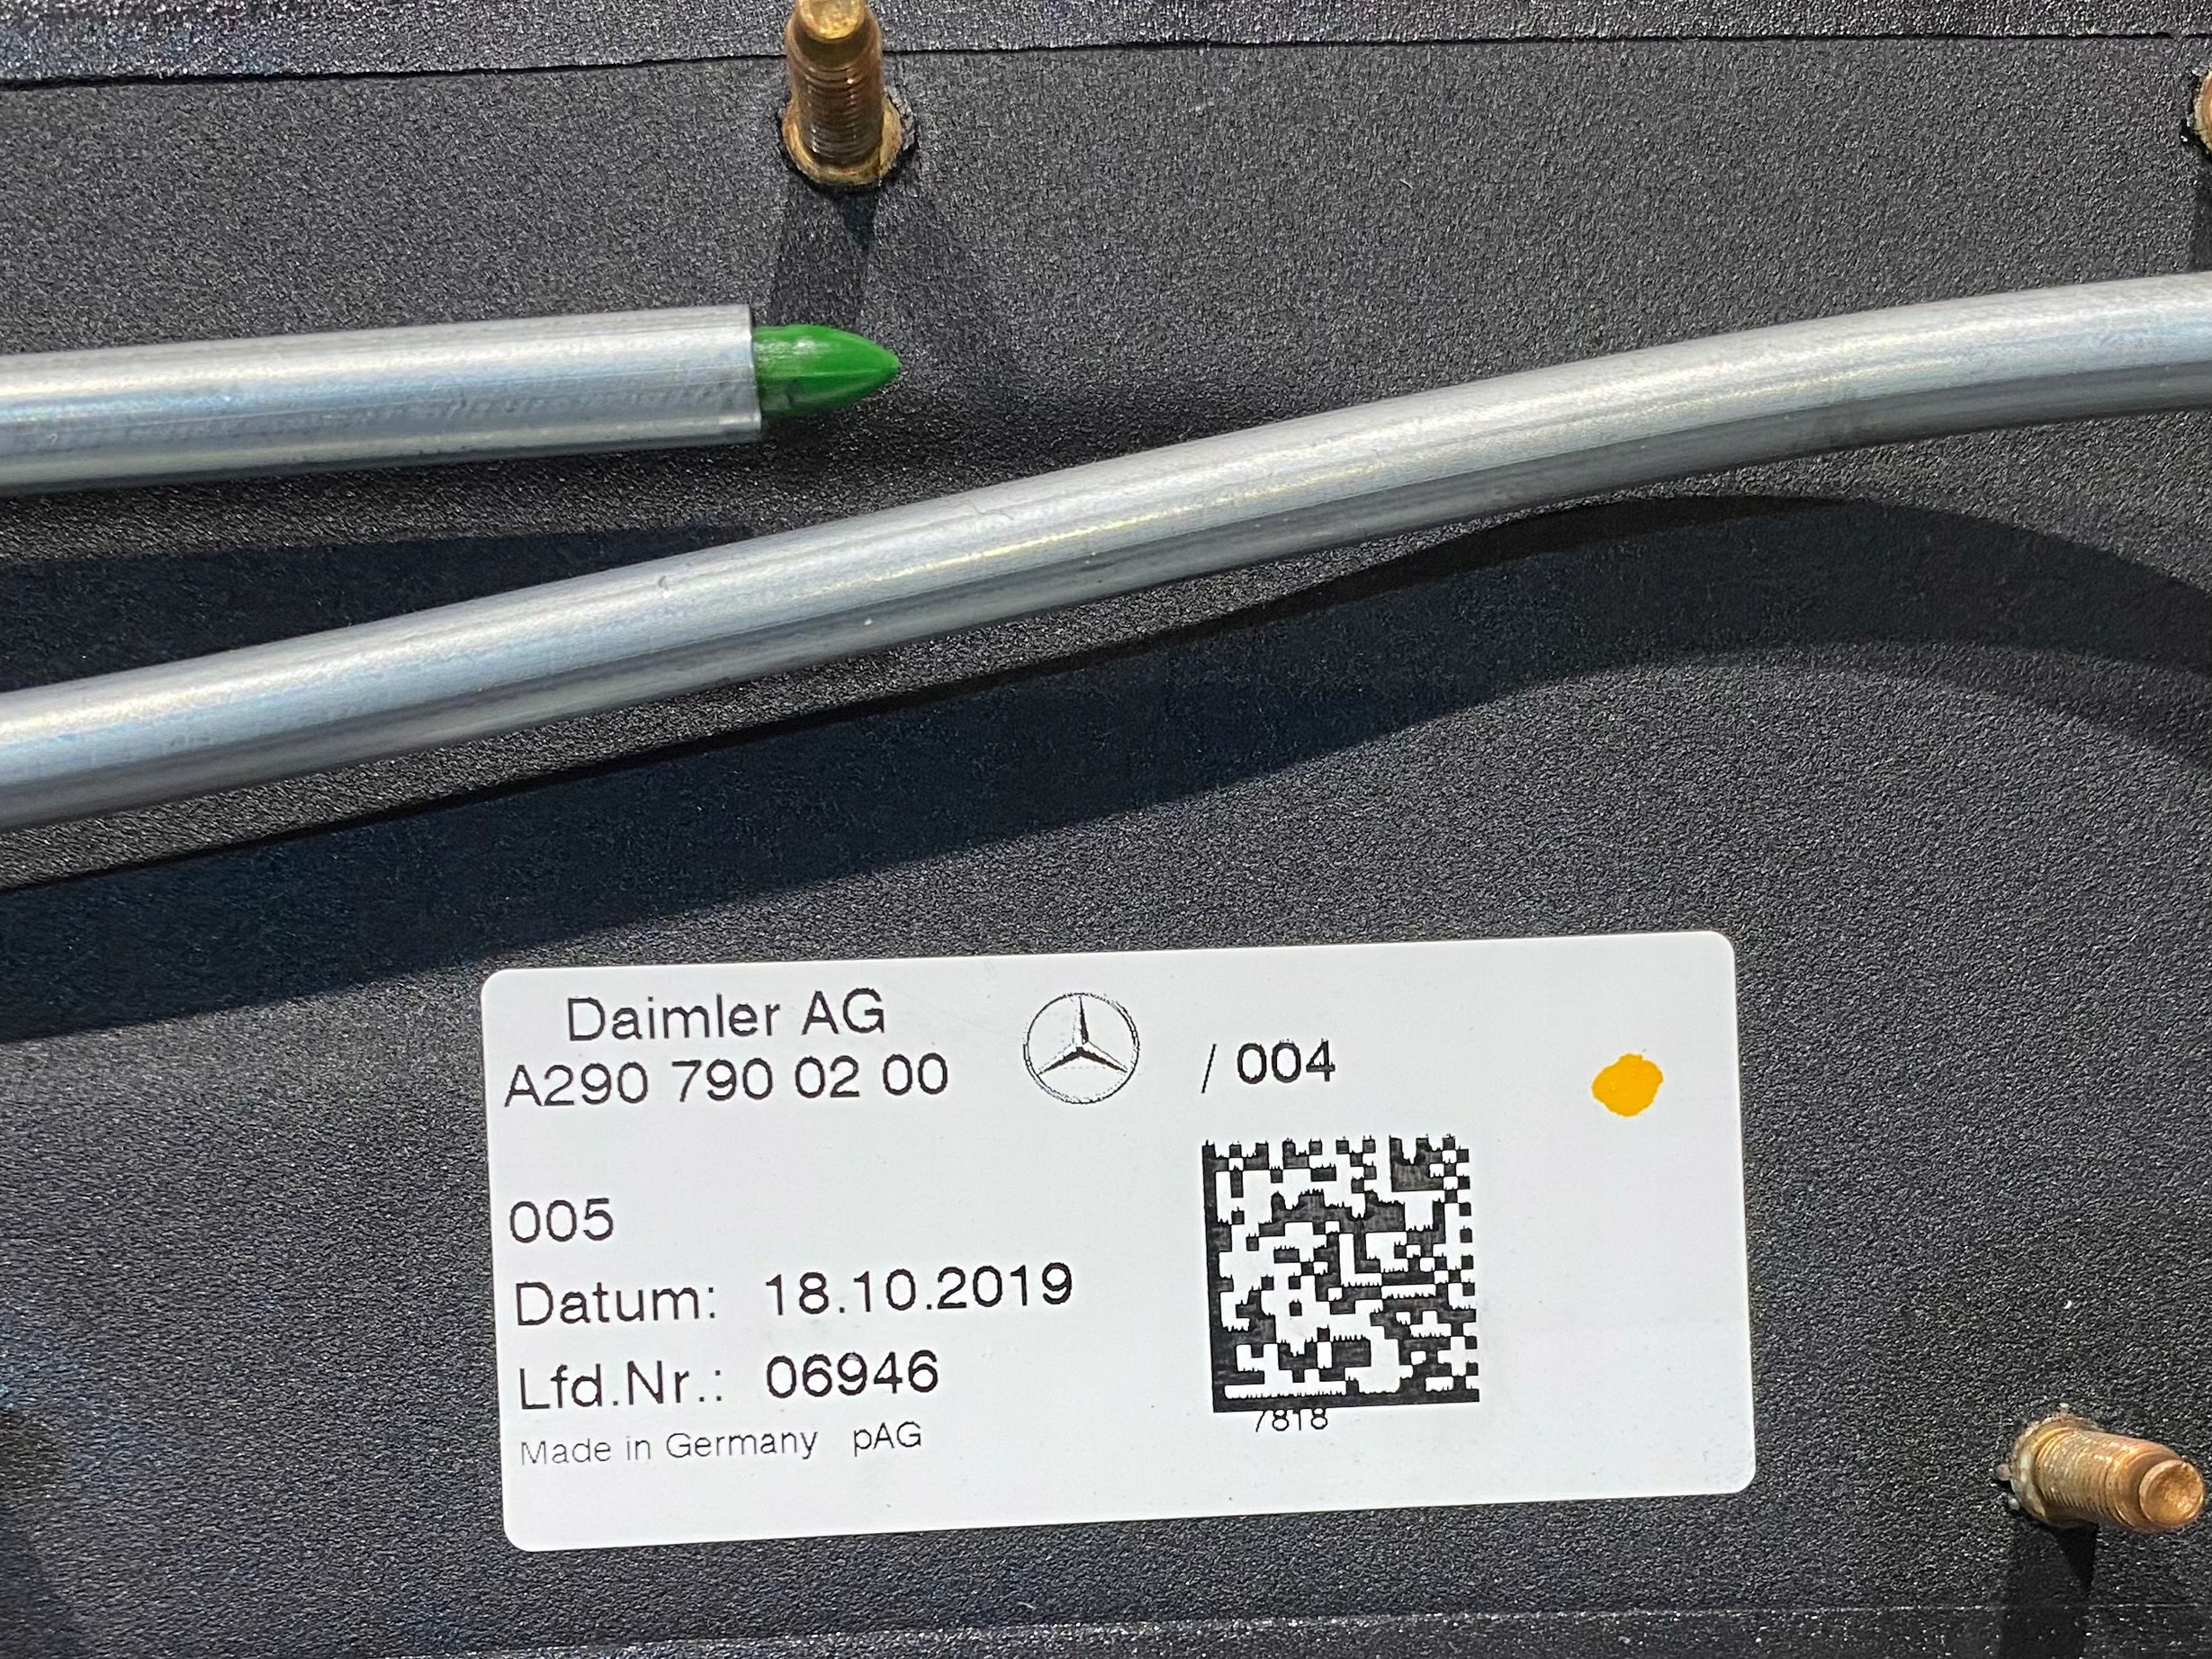 Daimler AG
A290 790 02 00 / 004
005
Datum: 18.10.2019
Lfd.Nr.: 06946
7818
Made in Germany pAG